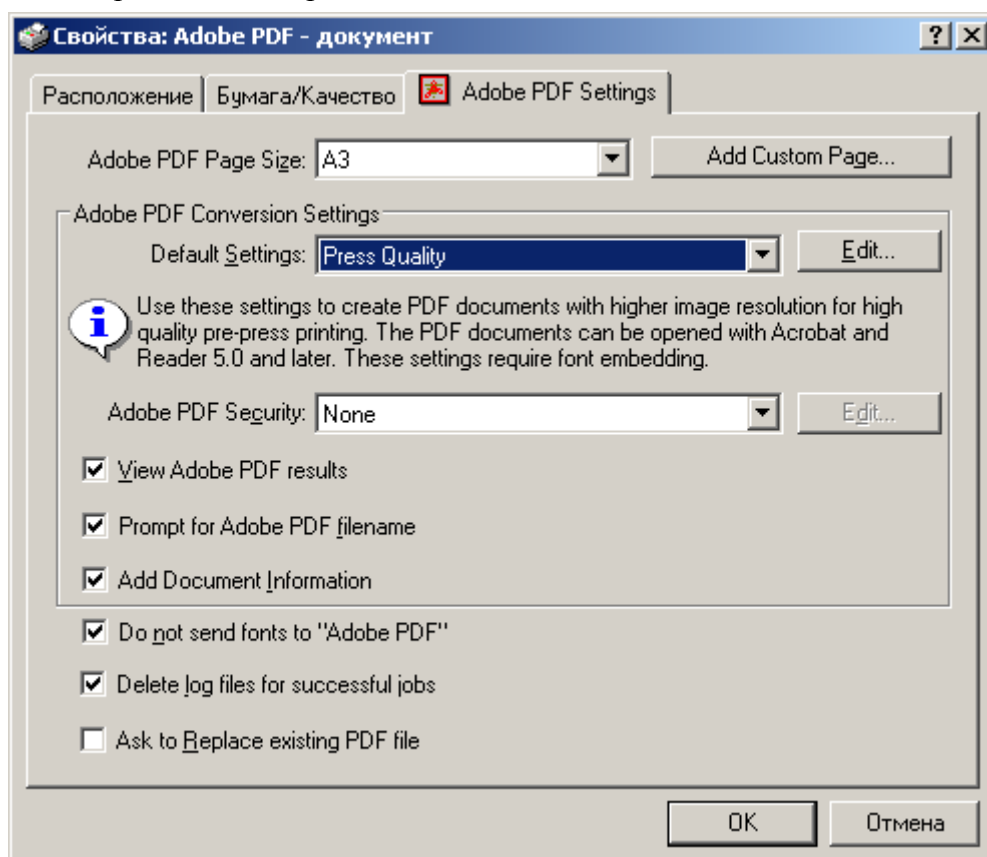 Свойства: Adobe PDF - документ
Расположение Бумага/Качество Adobe PDF Settings
Adobe PDF Page Size: A3 Add Custom Page...
Adobe PDF Conversion Settings
Default Settings: Press Quality Edit...
Use these settings to create PDF documents with higher image resolution for high
quality pre-press printing. The PDF documents can be opened with Acrobat and
Reader 5.0 and later. These settings require font embedding.
Adobe PDF Security: None Edit...
View Adobe PDF results
Prompt for Adobe PDF filename
Add Document Information
Do not send fonts to "Adobe PDF"
Delete log files for successful jobs
Ask to Replace existing PDF file
OK Отмена